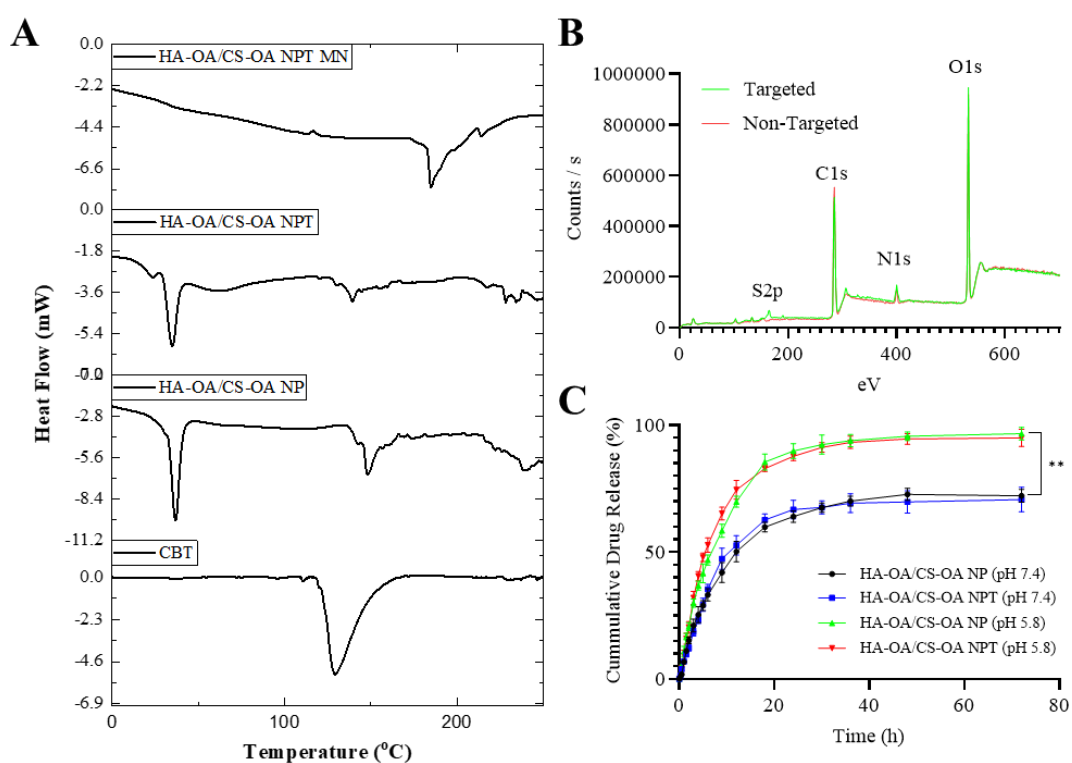 A
0.0
HA-OA/CS-OA NPT MN
-2.2
-4.4
-6.6
0.0
HA-OA/CS-OA NPT
-1.8
-3.6
-5.4
HA-OA/CS-OA NP
-2.8
-5.6
-8.4
-11.2
CBT
0.0
-2.3
-4.6
-6.9
0
100
200
Heat Flow (mW)
Temperature (⁰C)
B
1000000
800000
600000
400000
200000
0
Counts / s
Targeted
Non-Targeted
S2p
C1s
N1s
O1s
0
200
400
600
eV
C
100
50
0
Cummulative Drug Release (%)
**
HA-OA/CS-OA NP (pH 7.4)
HA-OA/CS-OA NPT (pH 7.4)
HA-OA/CS-OA NP (pH 5.8)
HA-OA/CS-OA NPT (pH 5.8)
0
20
40
60
80
Time (h)